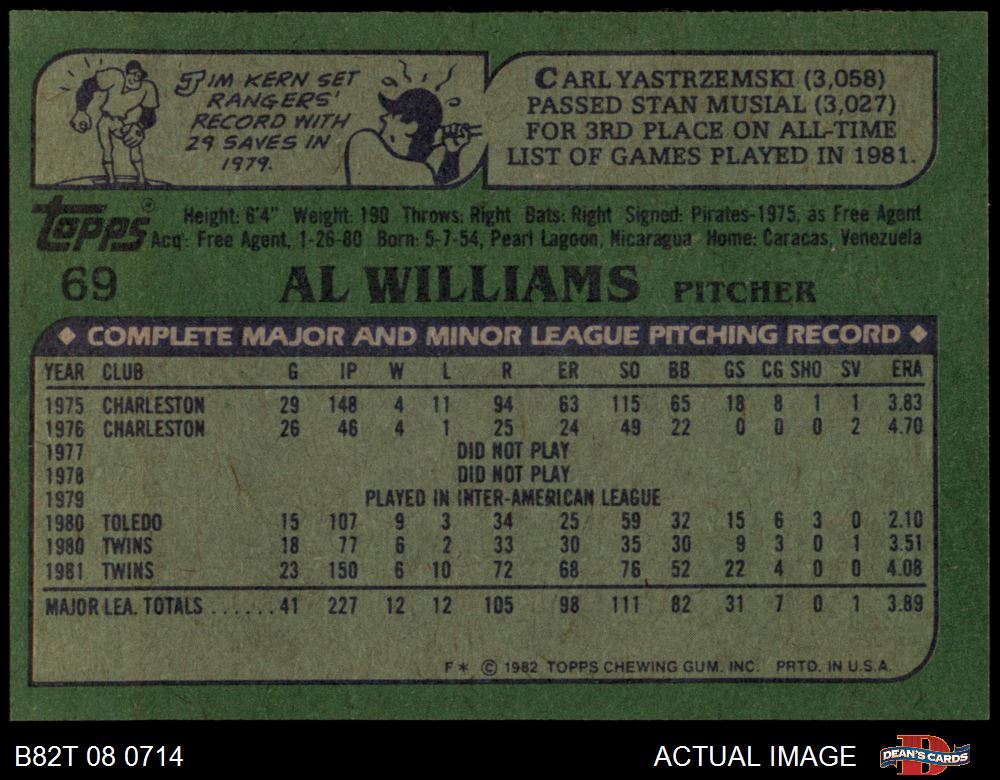 JIM KERN SET
RANGERS'
RECORD WITH
29 SAVES IN
1979.
CARL YASTRZEMSKI (3,058)
PASSED STAN MUSIAL (3,027)
FOR 3RD PLACE ON ALL-TIME
LIST OF GAMES PLAYED IN 1981.
Topps®
Height: 6'4" Weight: 190 Throws: Right Bats: Right Signed: Pirates-1975, as Free Agent
Acq: Free Agent, 1-26-80 Born: 5-7-54, Pearl Lagoon, Nicaragua Home: Caracas, Venezuela
69 AL WILLIAMS PITCHER
◆ COMPLETE MAJOR AND MINOR LEAGUE PITCHING RECORD ◆
YEAR CLUB G IP W L R ER SO BB GS CG SHO SV ERA
1975 CHARLESTON 29 148 4 11 94 63 115 65 18 8 1 1 3.83
1976 CHARLESTON 26 46 4 1 25 24 49 22 0 0 0 2 4.70
1977 DID NOT PLAY
1978 DID NOT PLAY
1979 PLAYED IN INTER-AMERICAN LEAGUE
1980 TOLEDO 15 107 9 3 34 25 59 32 15 6 3 0 2.10
1980 TWINS 18 77 6 2 33 30 35 30 9 3 0 1 3.51
1981 TWINS 23 150 6 10 72 68 76 52 22 4 0 0 4.08
MAJOR LEA. TOTALS ......41 227 12 12 105 98 111 82 31 7 0 1 3.89
F* © 1982 TOPPS CHEWING GUM. INC. PRTD. IN U.S.A.
B82T 08 0714 ACTUAL IMAGE DEAN'S CARDS